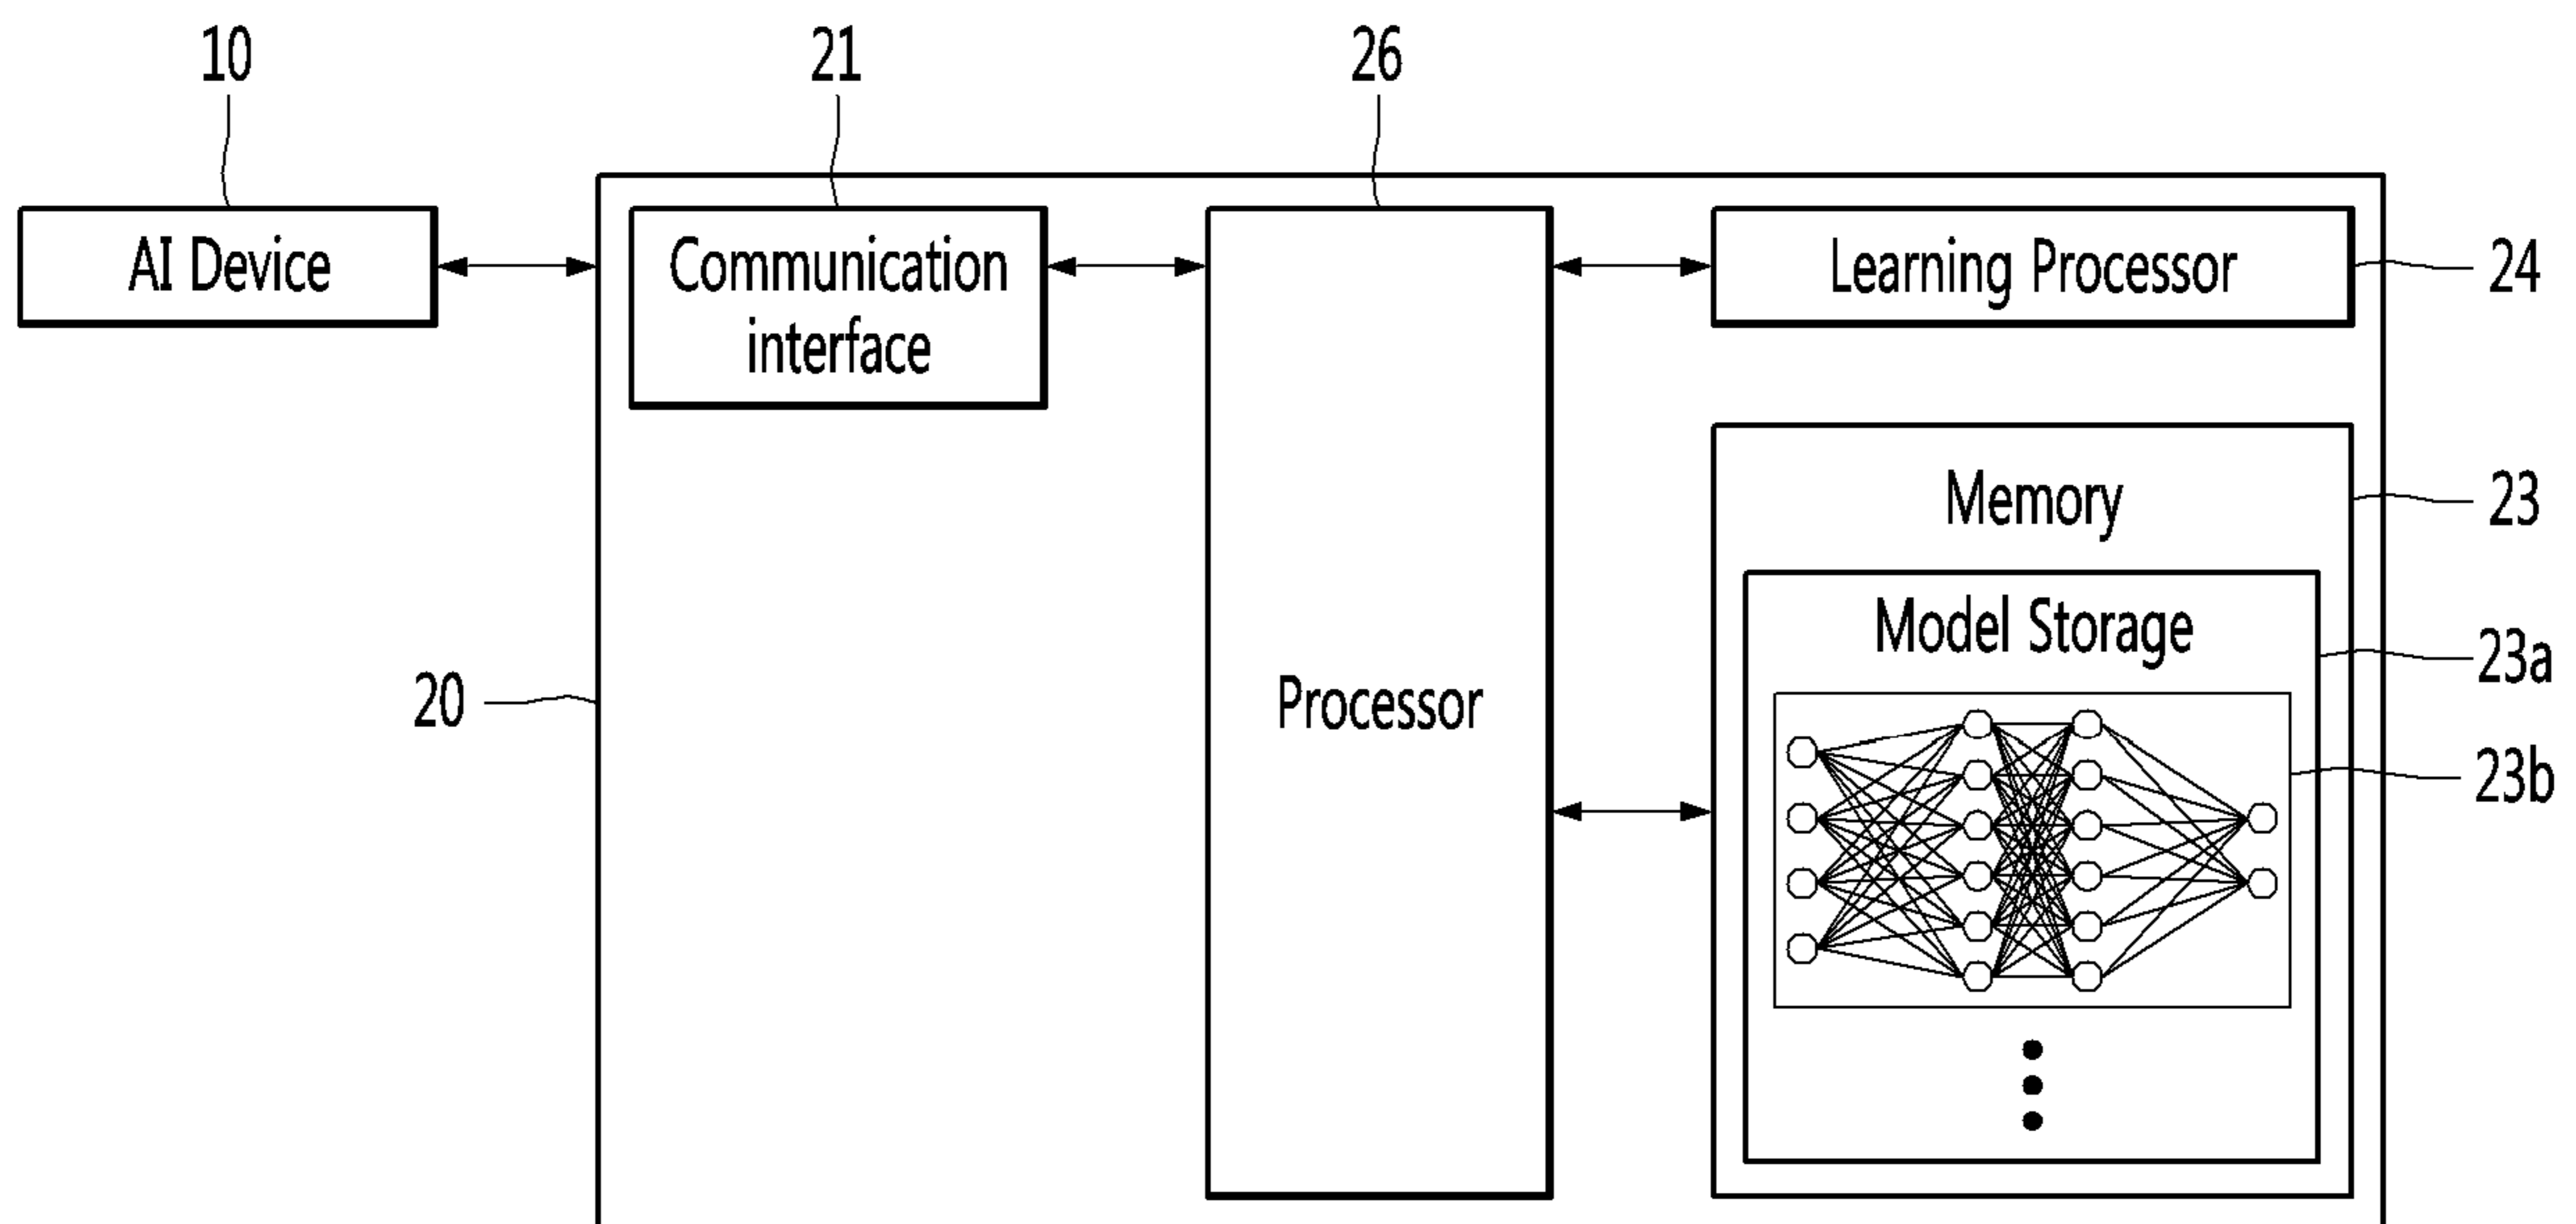 10
21
26
AI Device
Communication
interface
Learning Processor
24
Memory
23
Model Storage
23a
20
Processor
23b